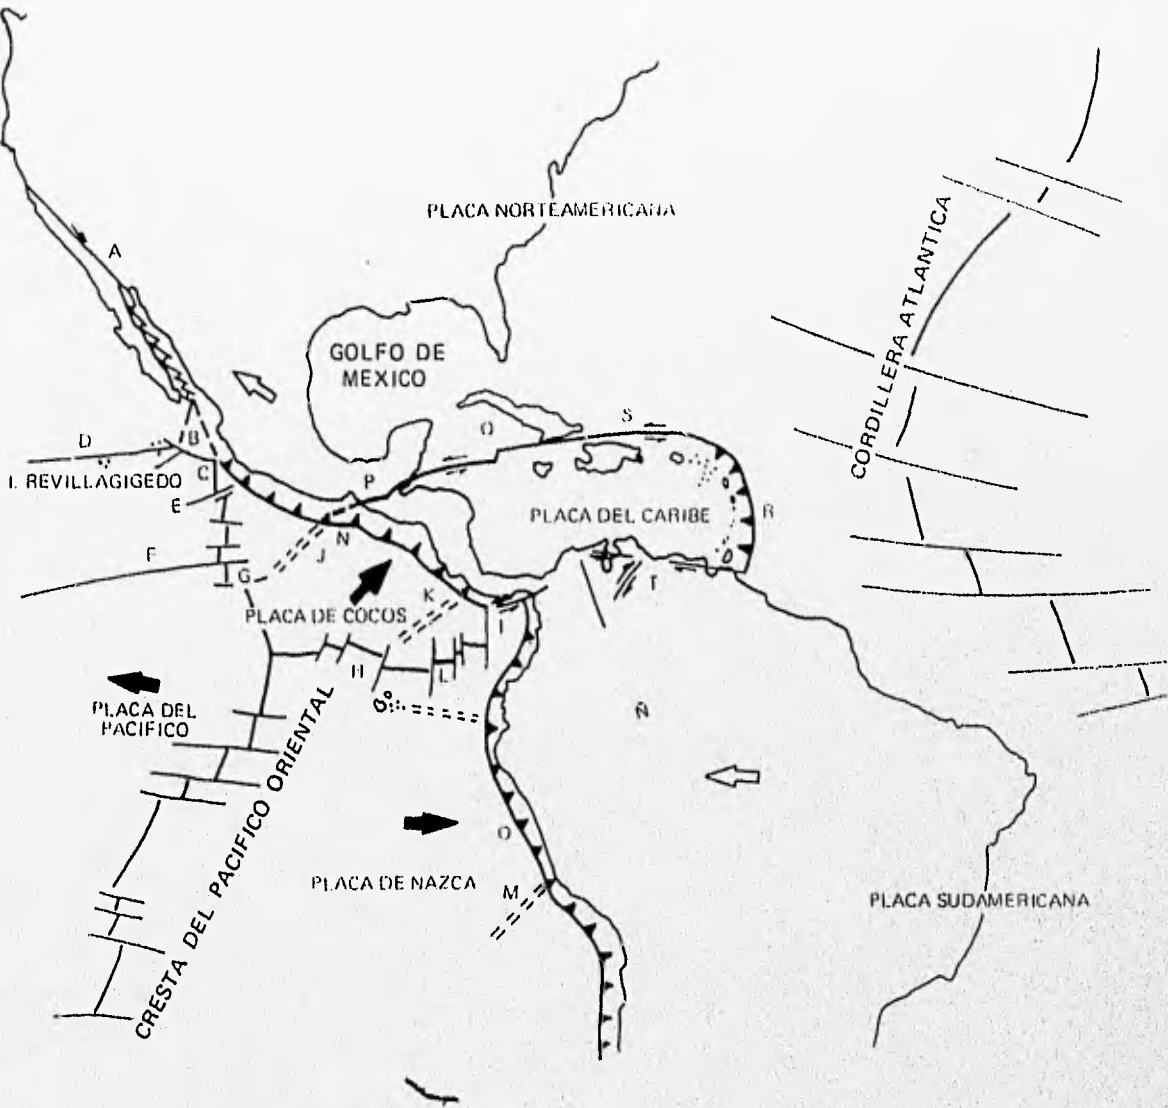 PLACA NORTEAMERICANA
A
CORDILLERA ATLANTICA
GOLFO DE
MEXICO
S
Q
D
B
C
P
I. REVILLAGIGEDO
E
PLACA DEL CARIBE
R
N
J
F
G
T
K
PLACA DE COCOS
I
H
L
Ñ
PLACA DEL
PACIFICO
CRESTA DEL PACIFICO ORIENTAL
O
PLACA DE NAZCA
M
PLACA SUDAMERICANA